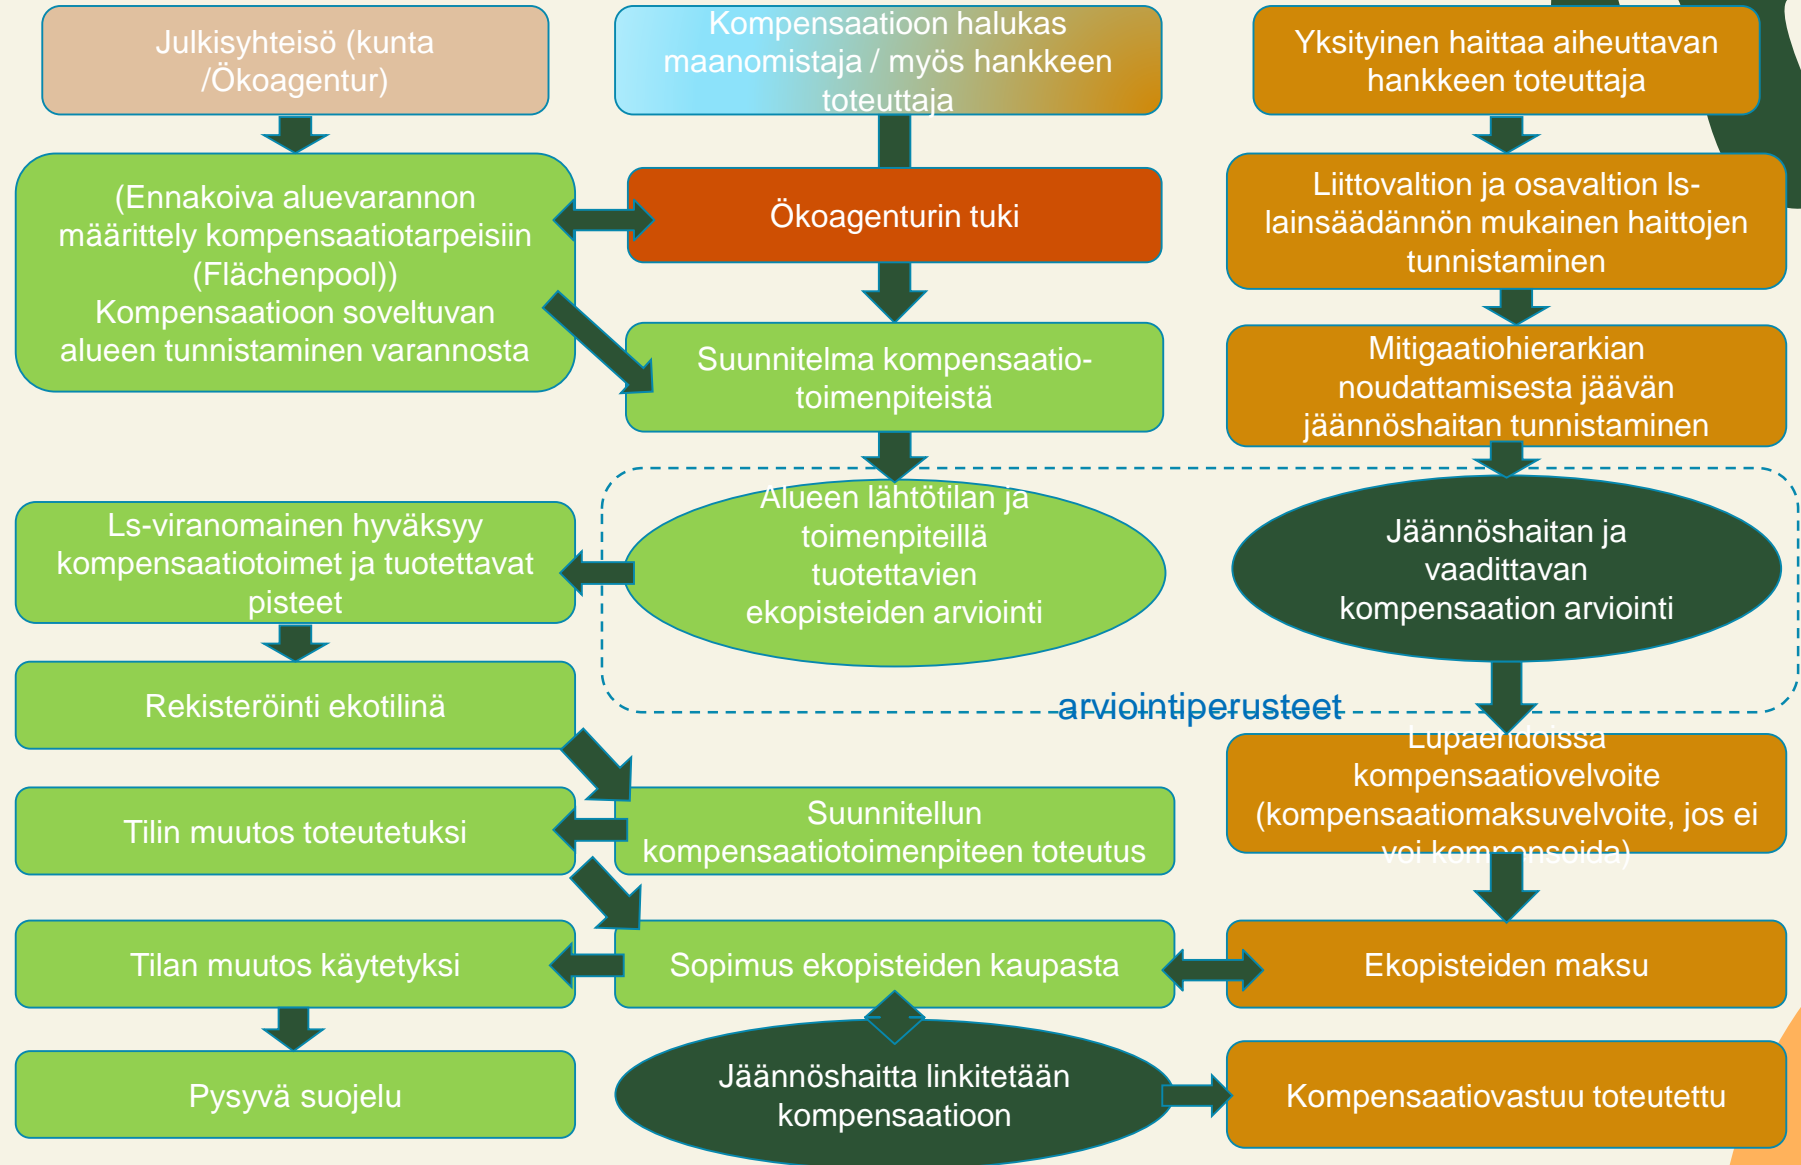 Julkisyhteisö (kunta
/Ökoagentur)
Kompensaatioon halukas
maanomistaja / myös hankkeen
toteuttaja
Yksityinen haittaa aiheuttavan
hankkeen toteuttaja
(Ennakoiva aluevarannon
määrittely kompensaatiotarpeisiin
(Flächenpool))
Kompensaatioon soveltuvan
alueen tunnistaminen varannosta
Ökoagenturin tuki
Liittovaltion ja osavaltion ls-
lainsäädännön mukainen haittojen
tunnistaminen
Suunnitelma kompensaatio-
toimenpiteistä
Mitigaatiohierarkian
noudattamisesta jäävän
jäännöshaitan tunnistaminen
Ls-viranomainen hyväksyy
kompensaatiotoimet ja tuotettavat
pisteet
Alueen lähtötilan ja
toimenpiteillä
tuotettavien
ekopisteiden arviointi
Jäännöshaitan ja
vaadittavan
kompensaation arviointi
Rekisteröinti ekotilinä
arviointiperusteet
Lupaehdoissa
kompensaatiovelvoite
(kompensaatiomaksuvelvoite, jos ei
voi kompensoida)
Tilin muutos toteutetuksi
Suunnitellun
kompensaatiotoimenpiteen toteutus
Tilan muutos käytetyksi
Sopimus ekopisteiden kaupasta
Ekopisteiden maksu
Pysyvä suojelu
Jäännöshaitta linkitetään
kompensaatioon
Kompensaatiovastuu toteutettu